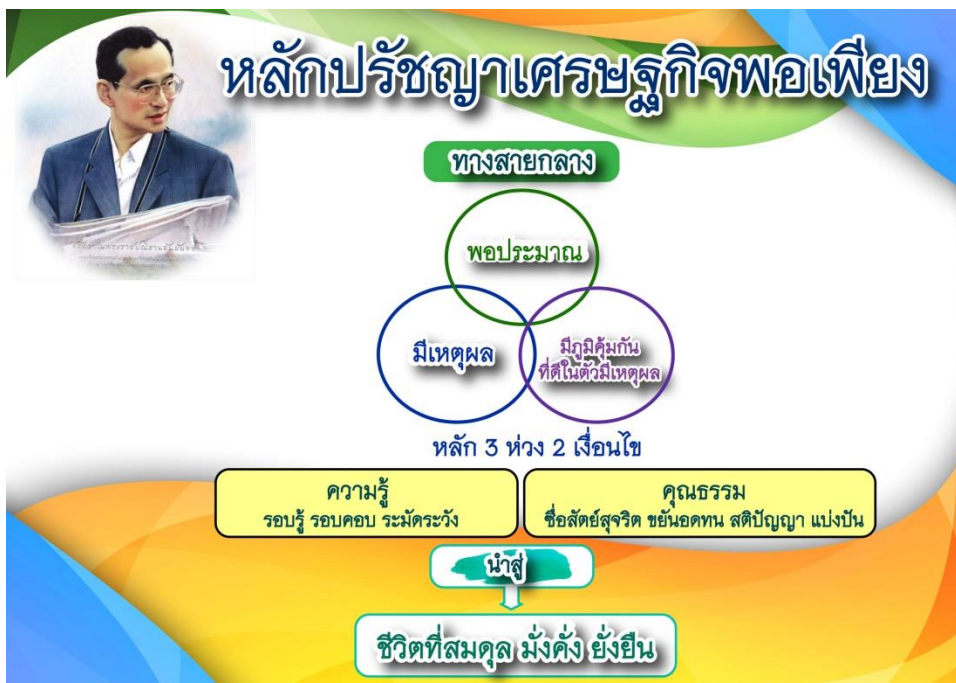 หลักปรัชญาเศรษฐกิจพอเพียง
ทางสายกลาง
พอประมาณ
มีเหตุผล
มีภูมิคุ้มกัน
ที่ดีในตัวมีเหตุผล
หลัก 3 ห่วง 2 เงื่อนไข
ความรู้
รอบรู้ รอบคอบ ระมัดระวัง
คุณธรรม
ซื่อสัตย์สุจริต ขยันอดทน สติปัญญา แบ่งปัน
นำสู่
ชีวิตที่สมดุล มั่งคั่ง ยั่งยืน